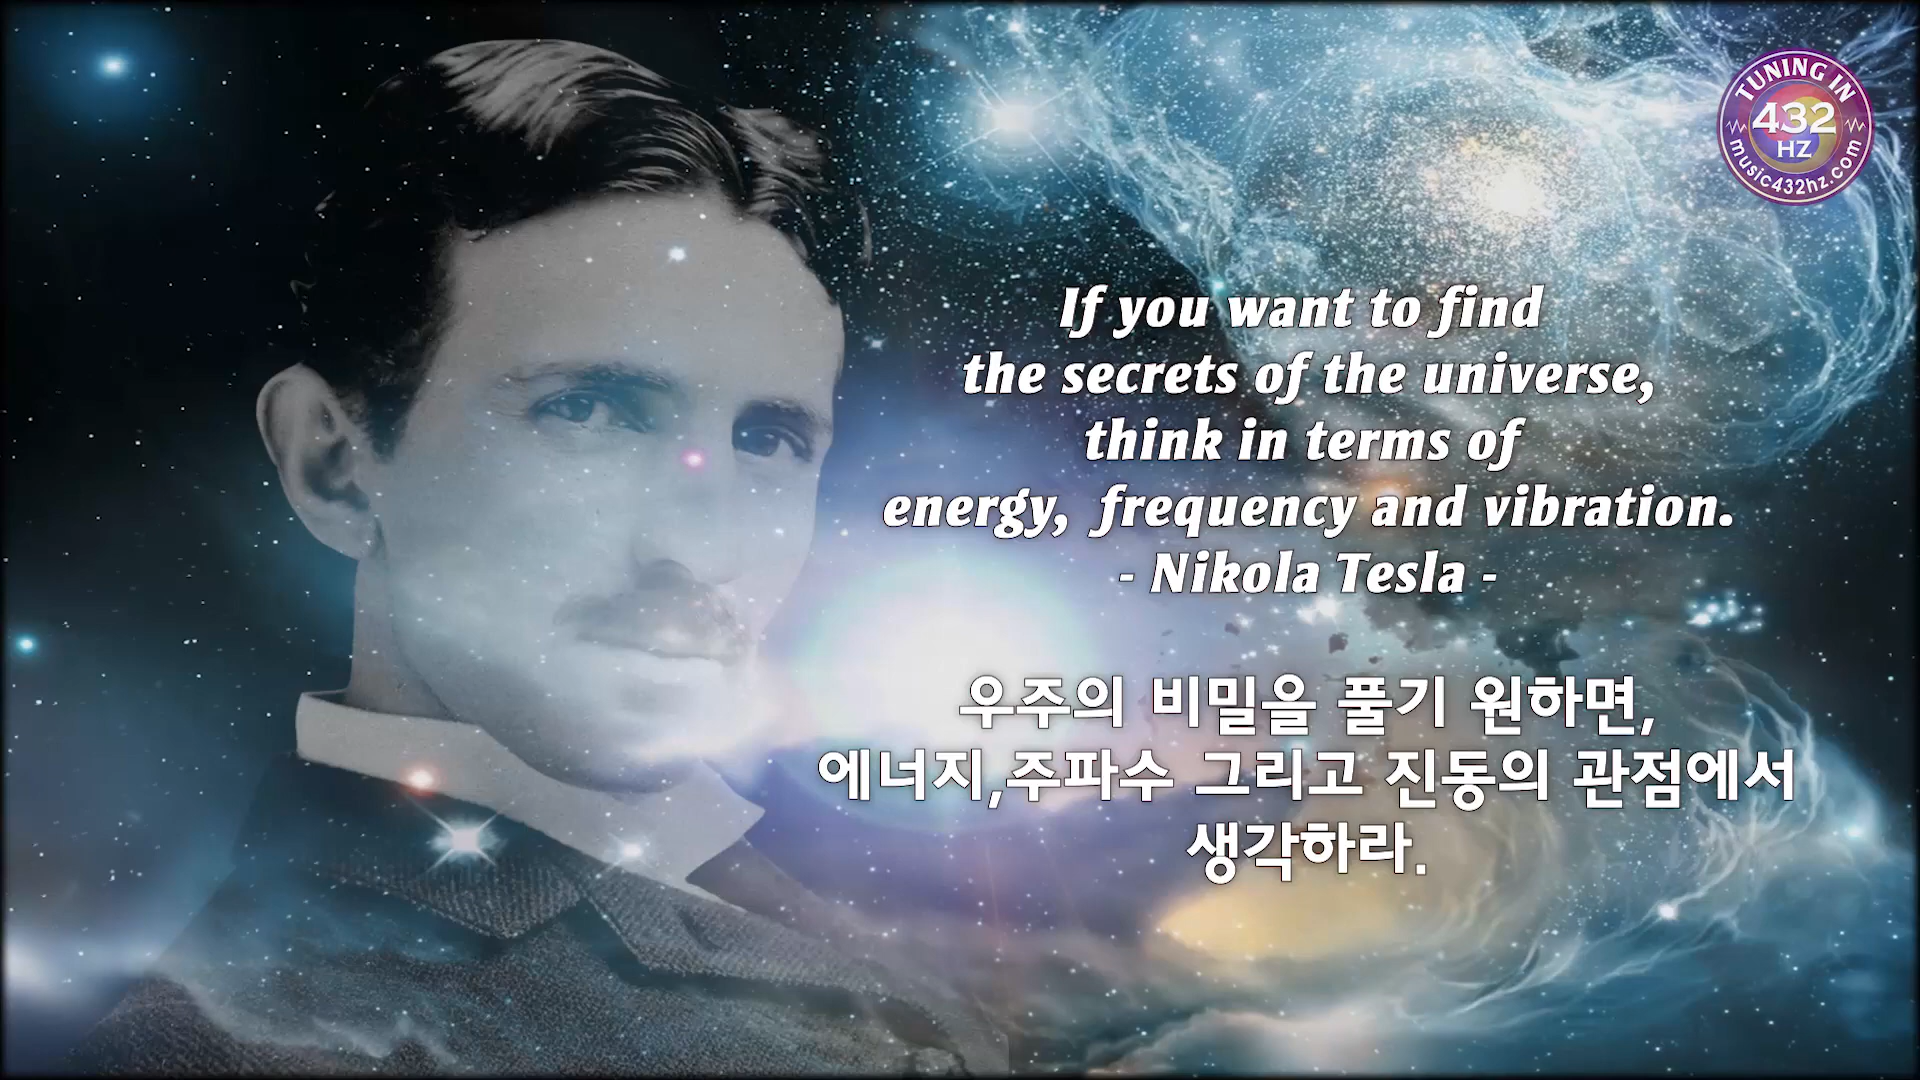 TUNING IN
432
HZ
music432hz.com
If you want to find
the secrets of the universe,
think in terms of
energy, frequency and vibration.
- Nikola Tesla -
우주의 비밀을 풀기 원하면,
에너지,주파수 그리고 진동의 관점에서
생각하라.